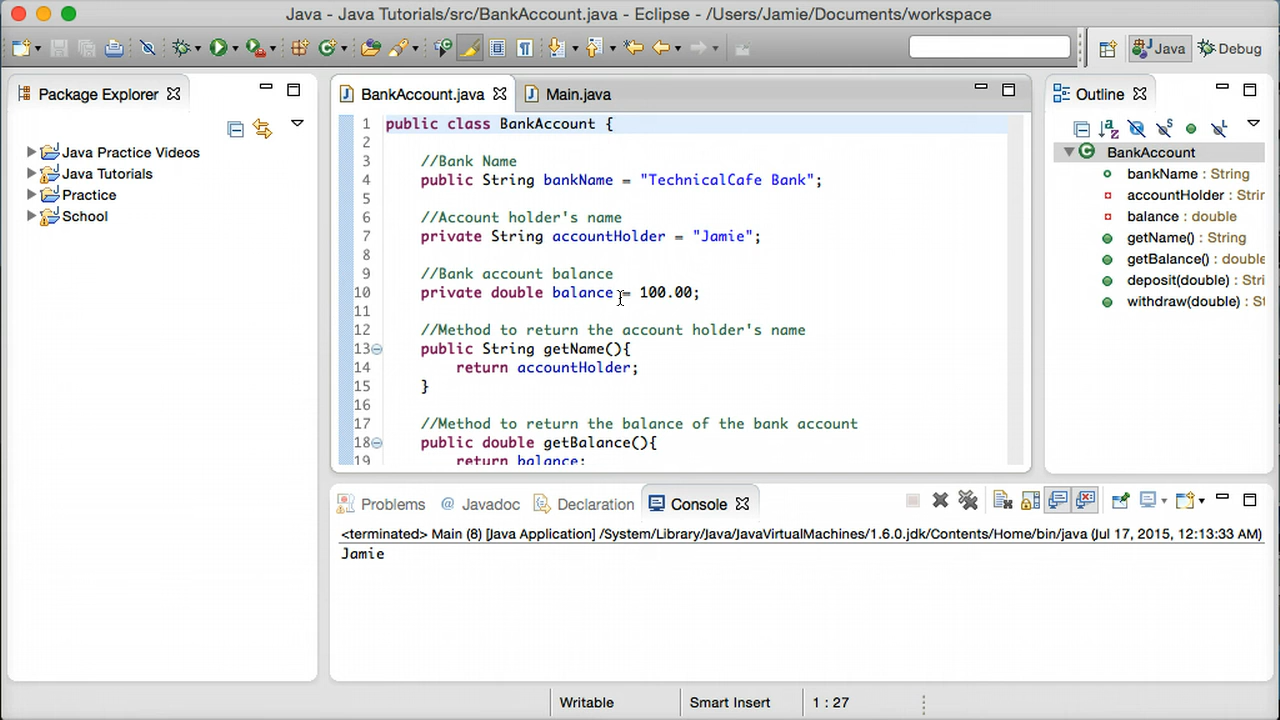 Java - Java Tutorials/src/BankAccount.java - Eclipse - /Users/Jamie/Documents/workspace
Java
Debug
Package Explorer
Java Practice Videos
Java Tutorials
Practice
School
BankAccount.java
Main.java
1 public class BankAccount {
2
3 //Bank Name
4 public String bankName = "TechnicalCafe Bank";
5
6 //Account holder's name
7 private String accountHolder = "Jamie";
8
9 //Bank account balance
10 private double balance = 100.00;
11
12 //Method to return the account holder's name
13 public String getName(){
14 return accountHolder;
15 }
16
17 //Method to return the balance of the bank account
18 public double getBalance(){
19 return balance;
Outline
BankAccount
bankName : String
accountHolder : Strir
balance : double
getName() : String
getBalance() : double
deposit(double) : Stri
withdraw(double) : St
Problems
@ Javadoc
Declaration
Console
<terminated> Main (8) [Java Application] /System/Library/Java/JavaVirtualMachines/1.6.0.jdk/Contents/Home/bin/java (Jul 17, 2015, 12:13:33 AM)
Jamie
Writable
Smart Insert
1 : 27